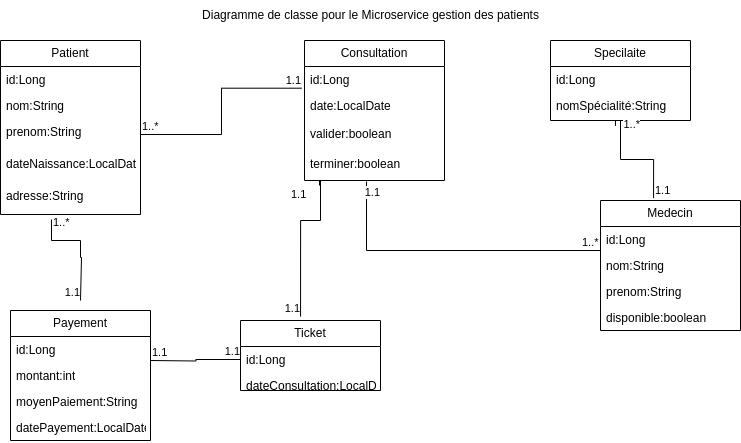 Diagramme de classe pour le Microservice gestion des patients
Patient
id:Long
nom:String
prenom:String
dateNaissance:LocalDat
adresse:String
1..*
1.1
Consultation
id:Long
date:LocalDate
valider:boolean
terminer:boolean
Specilaite
id:Long
nomSpécialité:String
1..*
1.1
1.1
1.1
1..*
Medecin
id:Long
nom:String
prenom:String
disponible:boolean
1..*
1.1
Payement
id:Long
montant:int
moyenPaiement:String
datePayement:LocalDate
1.1
1.1
1.1
Ticket
id:Long
dateConsultation:LocalD